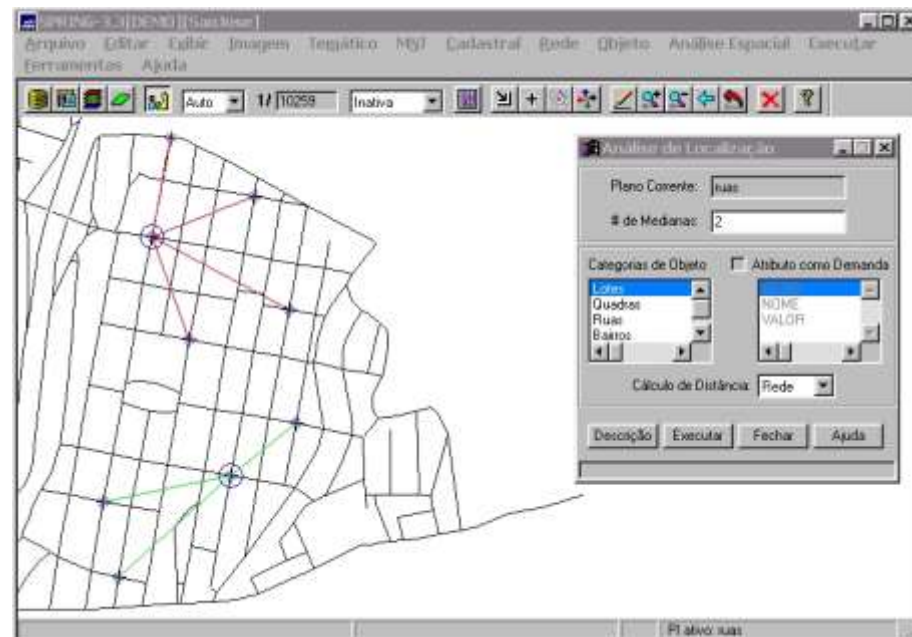 SPRING-3.3[DEMO][Sanchise]
Arquivo Editar Exibir Imagem Temático MNT Cadastral Rede Objeto Análise Espacial Executar
Ferramentas Ajuda
Auto 1/ 10259 Inativa
Análise de Localização
Plano Corrente: ruas
# de Medianas: 2
Categorias de Objeto Atributo como Demanda
Lotes
Quadras NOME
Ruas VALOR
Bairros
Cálculo de Distância: Rede
Descrição Executar Fechar Ajuda
PI ativo: ruas